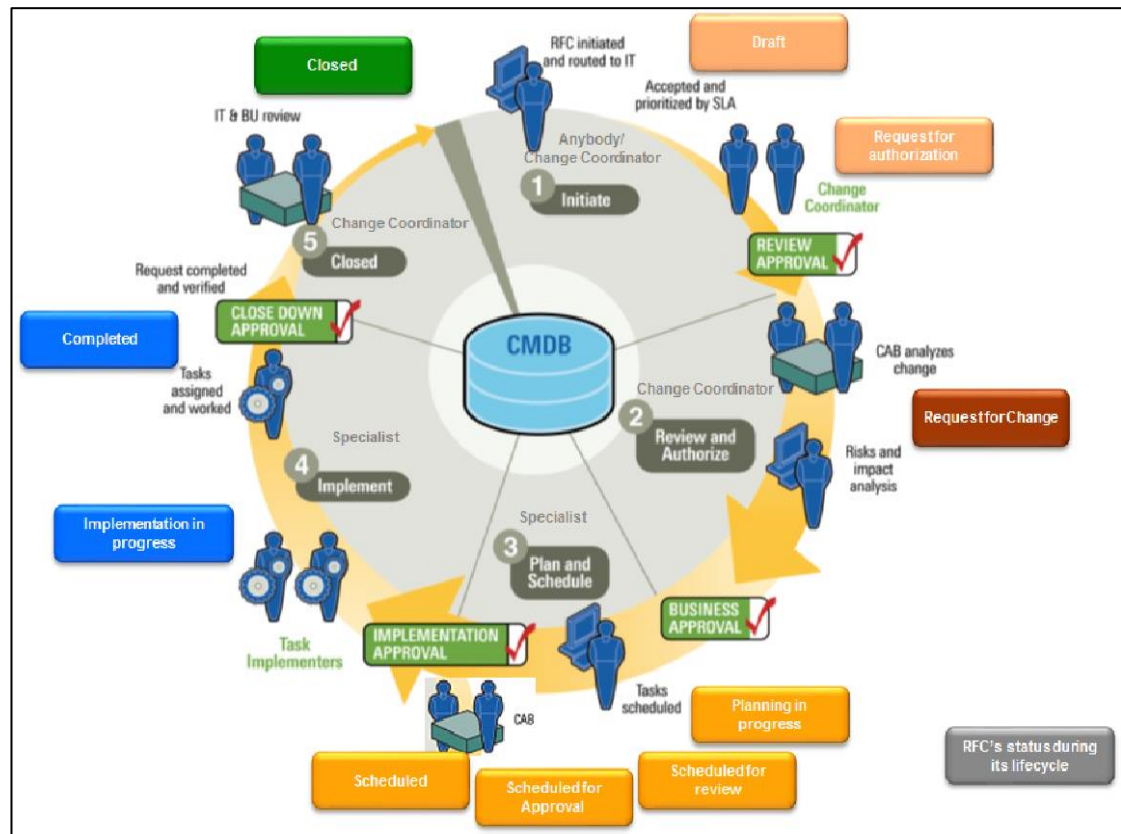 Closed
RFC initiated
and routed to IT
Draft
Accepted and
prioritized by SLA
IT & BU review
Anybody/
Change Coordinator
1
Initiate
Request for
authorization
Change
Coordinator
Change Coordinator
5
Closed
REVIEW
APPROVAL
Request completed
and verified
CLOSE DOWN
APPROVAL
CMDB
CAB analyzes
change
Completed
Tasks
assigned
and worked
Change Coordinator
2
Review and
Authorize
Request for Change
Specialist
4
Implement
Risks and
impact
analysis
Implementation in
progress
Specialist
3
Plan and
Schedule
BUSINESS
APPROVAL
IMPLEMENTATION
APPROVAL
Task
Implementers
Tasks
scheduled
CAB
Planning in
progress
Scheduled
Scheduled for
Approval
Scheduled for
review
RFC's status during
its lifecycle